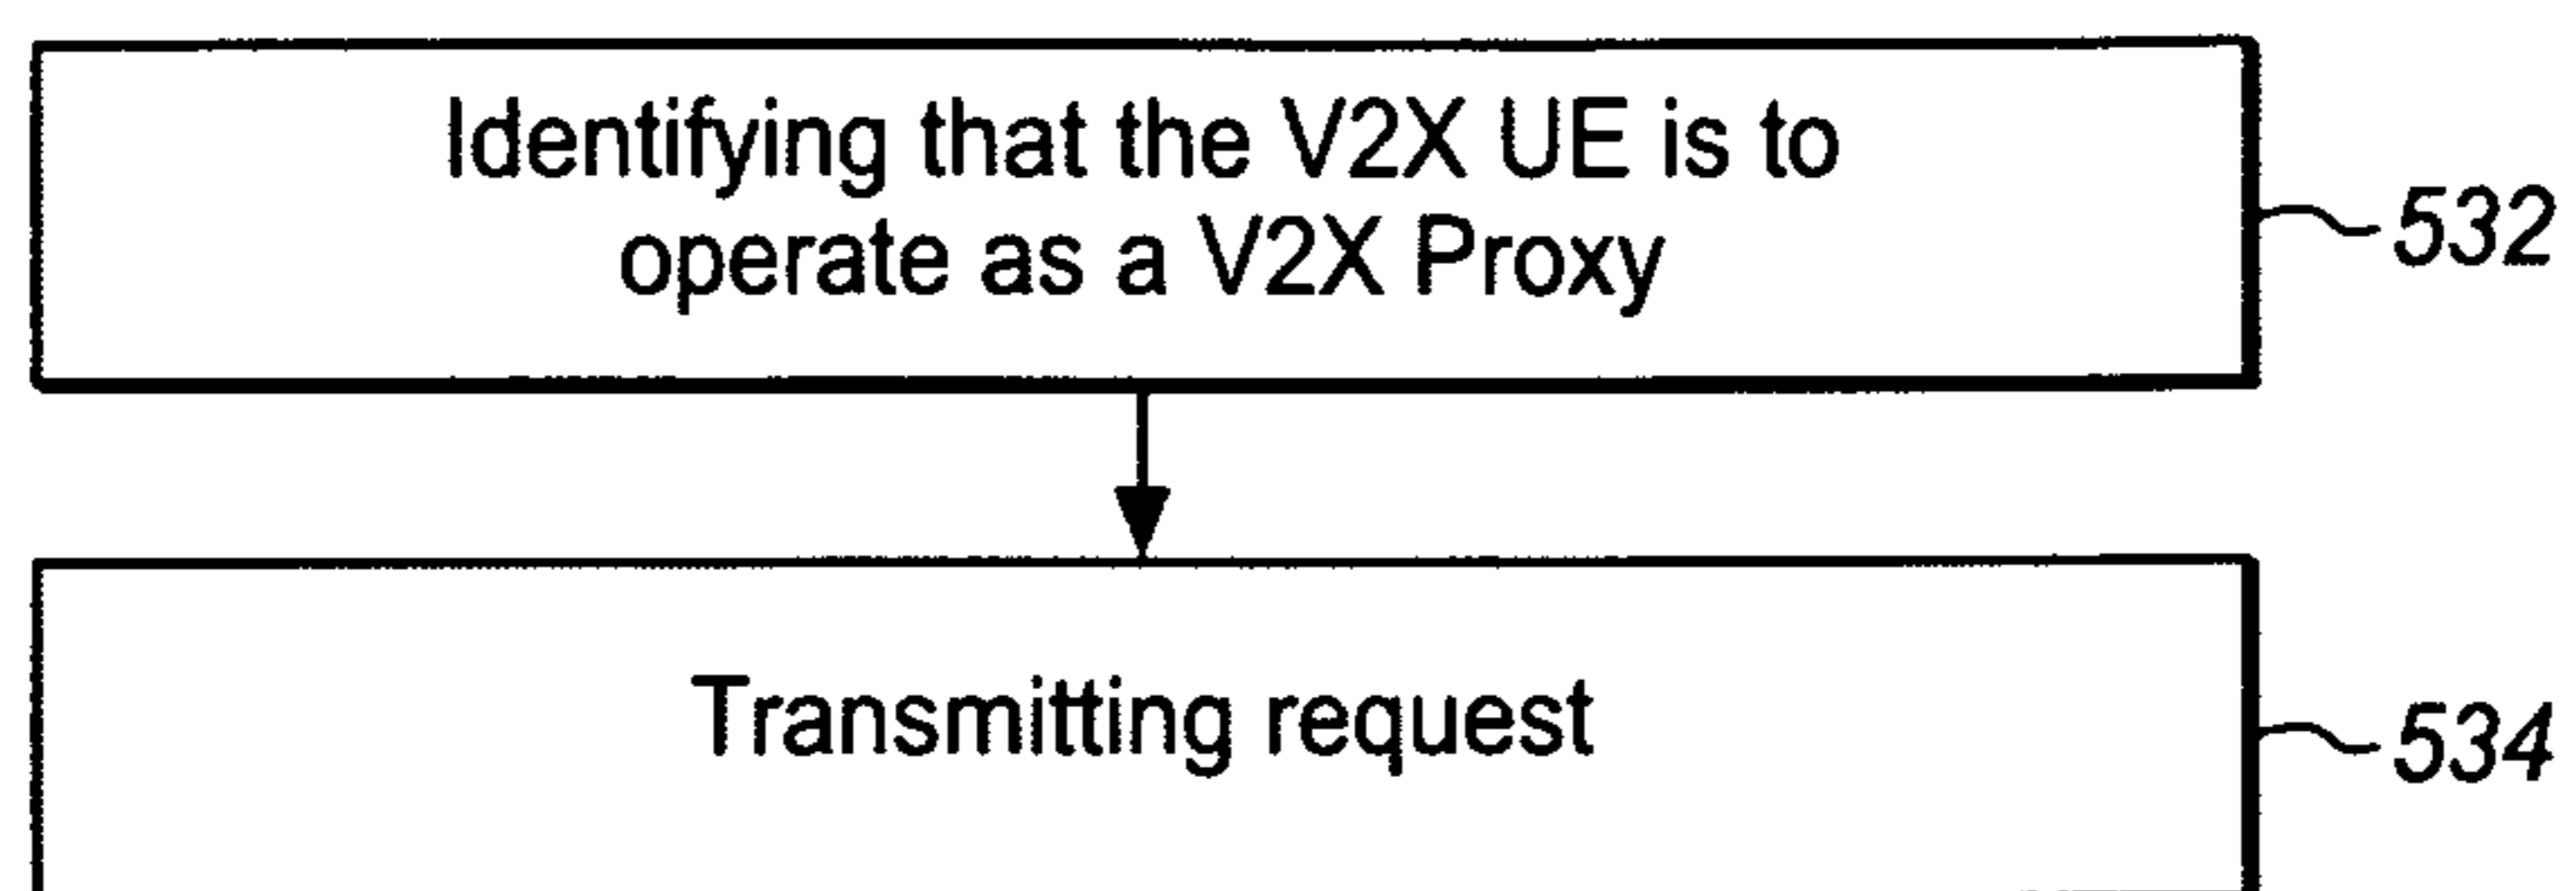 Identifying that the V2X UE is to
operate as a V2X Proxy
532
Transmitting request
534